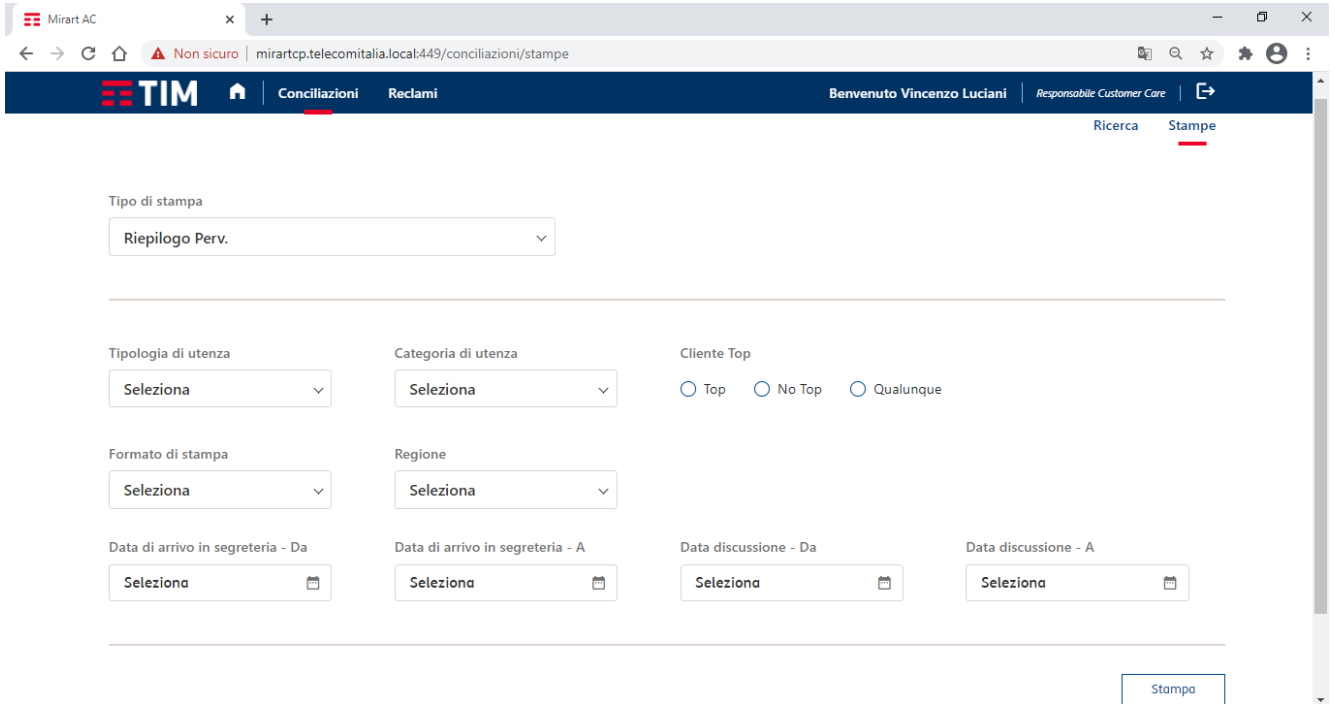 Mirart AC
Non sicuro mirartcp.telecomitalia.local:449/conciliazioni/stampe
TIM Conciliazioni Reclami Benvenuto Vincenzo Luciani Responsabile Customer Care
Ricerca Stampe
Tipo di stampa
Riepilogo Perv.
Tipologia di utenza Categoria di utenza Cliente Top
Seleziona Seleziona Top No Top Qualunque
Formato di stampa Regione
Seleziona Seleziona
Data di arrivo in segreteria - Da Data di arrivo in segreteria - A Data discussione - Da Data discussione - A
Seleziona Seleziona Seleziona Seleziona
Stampa